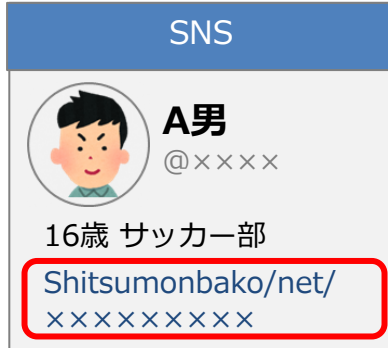 SNS
A男
@××××
16歳 サッカー部
Shitsumonbako/net/
×××××××××